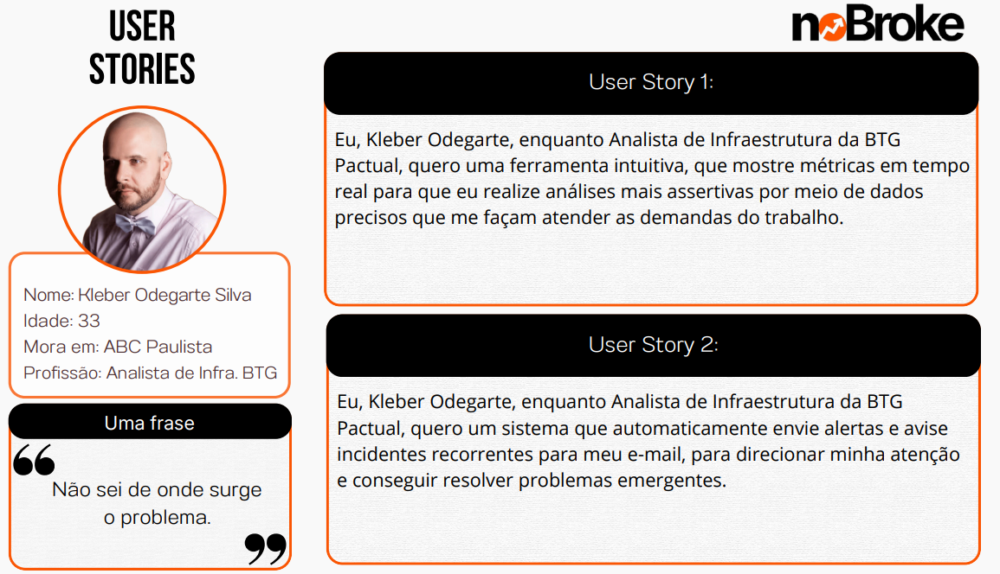 USER
STORIES
noBroke
Nome: Kleber Odegarte Silva
Idade: 33
Mora em: ABC Paulista
Profissão: Analista de Infra. BTG
Uma frase
“
Não sei de onde surge
o problema.
”
User Story 1:
Eu, Kleber Odegarte, enquanto Analista de Infraestrutura da BTG
Pactual, quero uma ferramenta intuitiva, que mostre métricas em tempo
real para que eu realize análises mais assertivas por meio de dados
precisos que me façam atender as demandas do trabalho.
User Story 2:
Eu, Kleber Odegarte, enquanto Analista de Infraestrutura da BTG
Pactual, quero um sistema que automaticamente envie alertas e avise
incidentes recorrentes para meu e-mail, para direcionar minha atenção
e conseguir resolver problemas emergentes.